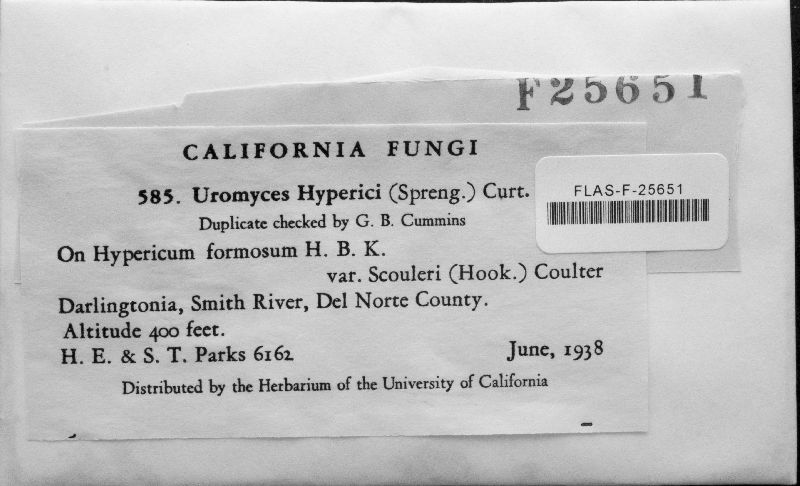 F25651
CALIFORNIA FUNGI
585. Uromyces Hyperici (Spreng.) Curt.
FLAS-F-25651
Duplicate checked by G. B. Cummins
On Hypericum formosum H. B. K.
var. Scouleri (Hook.) Coulter
Darlingtonia, Smith River, Del Norte County.
Altitude 400 feet.
H. E. & S. T. Parks 6162 June, 1938
Distributed by the Herbarium of the University of California